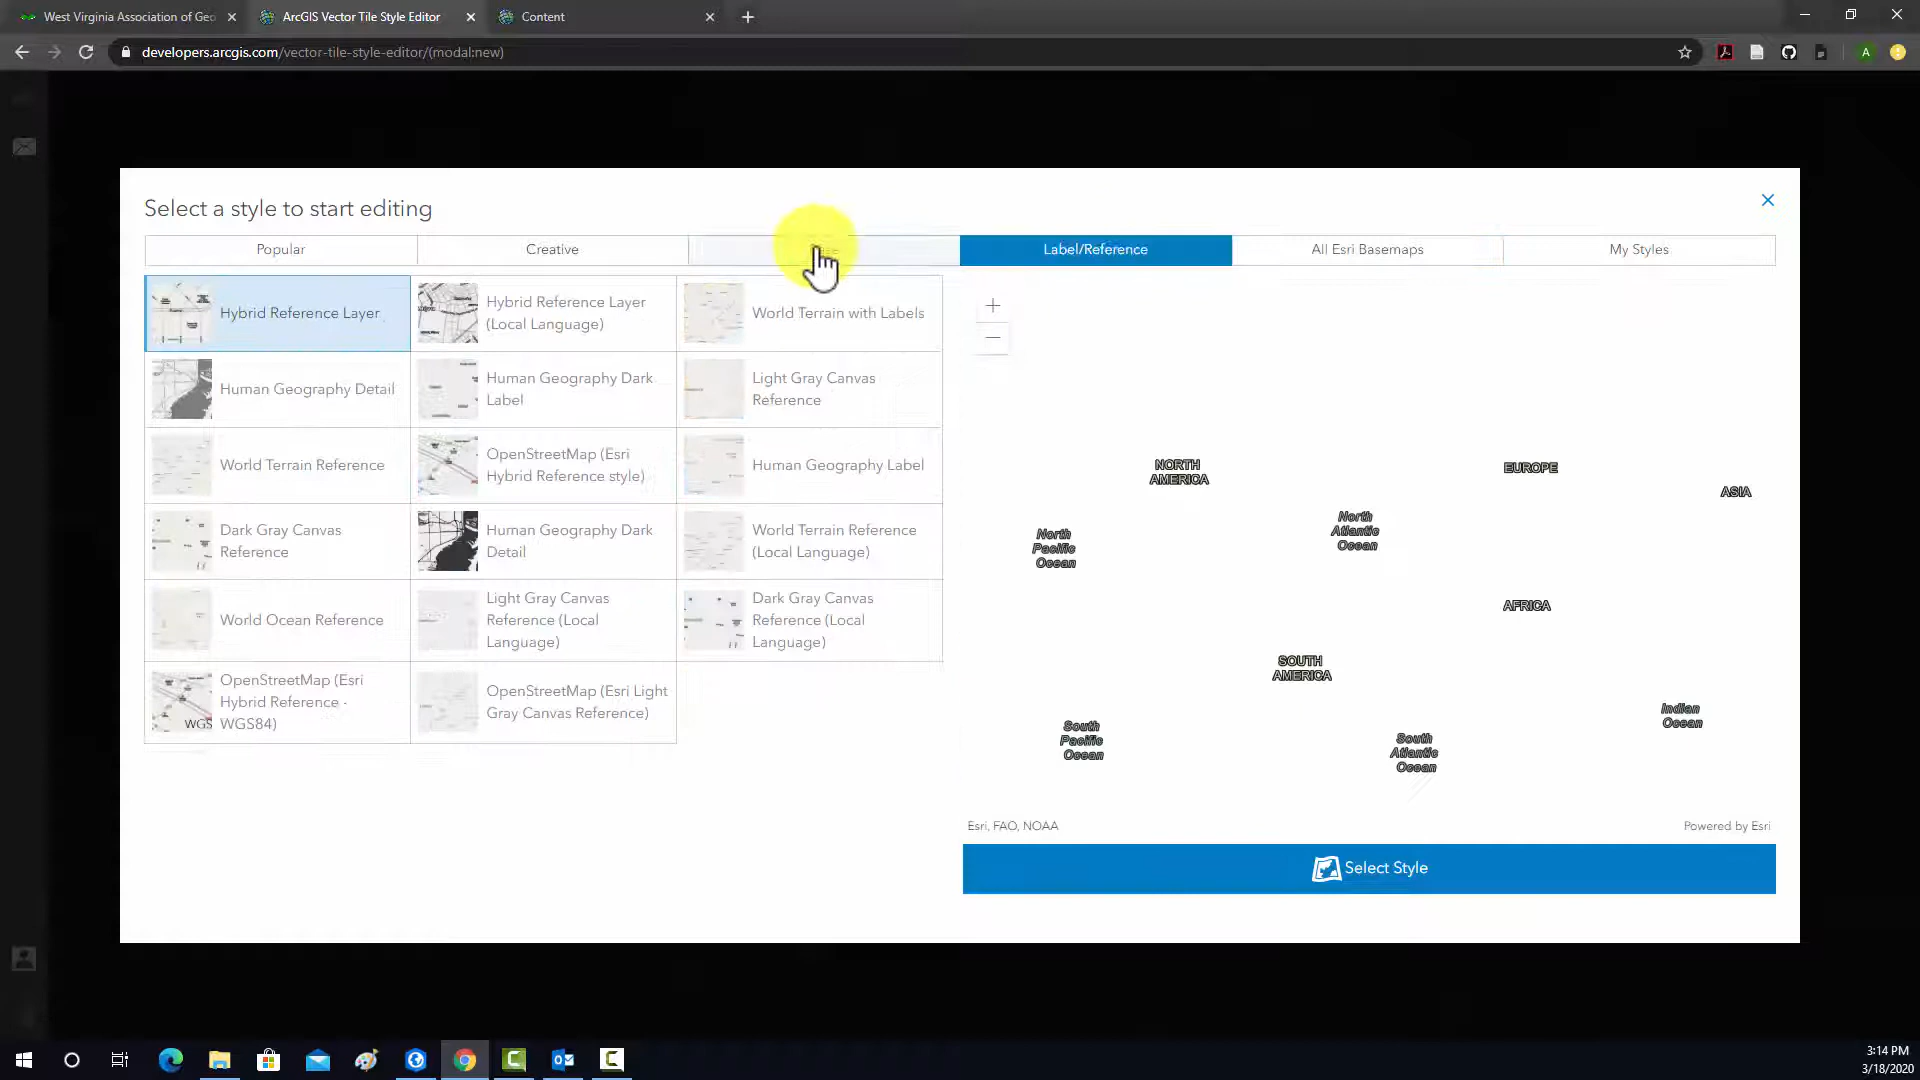 West Virginia Association of Geo
ArcGIS Vector Tile Style Editor
Content
developers.arcgis.com/vector-tile-style-editor/(modal:new)
A
Select a style to start editing
Popular
Creative
Label/Reference
All Esri Basemaps
My Styles
Hybrid Reference Layer
Hybrid Reference Layer
(Local Language)
World Terrain with Labels
Human Geography Detail
Human Geography Dark
Label
Light Gray Canvas
Reference
World Terrain Reference
OpenStreetMap (Esri
Hybrid Reference style)
Human Geography Label
Dark Gray Canvas
Reference
Human Geography Dark
Detail
World Terrain Reference
(Local Language)
World Ocean Reference
Light Gray Canvas
Reference (Local
Language)
Dark Gray Canvas
Reference (Local
Language)
OpenStreetMap (Esri
Hybrid Reference -
WGS84)
WGS
OpenStreetMap (Esri Light
Gray Canvas Reference)
NORTH
AMERICA
EUROPE
ASIA
North
Pacific
Ocean
North
Atlantic
Ocean
AFRICA
SOUTH
AMERICA
South
Pacific
Ocean
South
Atlantic
Ocean
Indian
Ocean
Esri, FAO, NOAA
Powered by Esri
Select Style
3:14 PM
3/18/2020